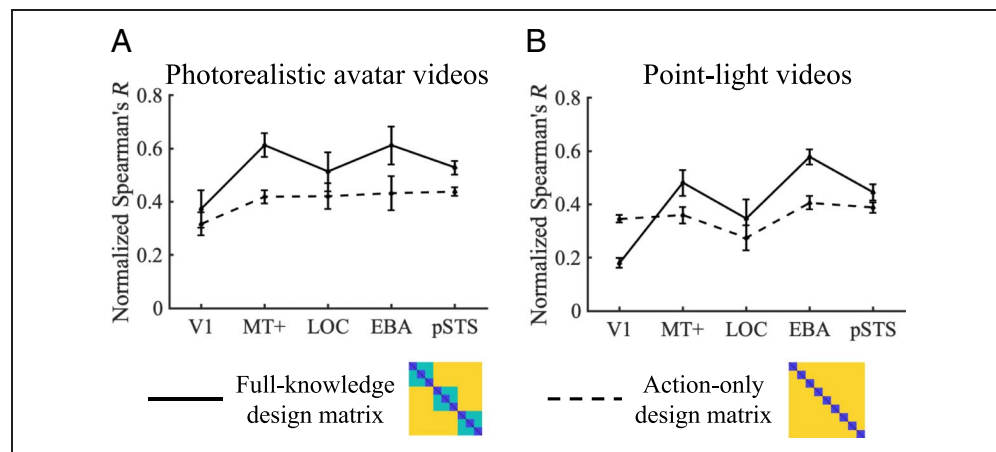 A
Photorealistic avatar videos
Normalized Spearman's R
0.8
0.6
0.4
0.2
0
V1 MT+ LOC EBA pSTS
B
Point-light videos
Normalized Spearman's R
0.8
0.6
0.4
0.2
0
V1 MT+ LOC EBA pSTS
Full-knowledge
design matrix
Action-only
design matrix